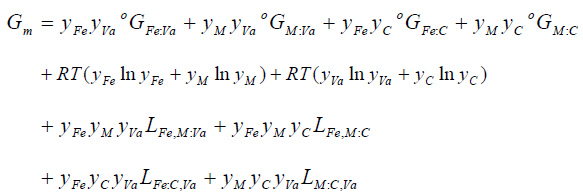 G_m = y_Fe y_Va °G_Fe:Va + y_M y_Va °G_M:Va + y_Fe y_C °G_Fe:C + y_M y_C °G_M:C
+ RT(y_Fe ln y_Fe + y_M ln y_M) + RT(y_Va ln y_Va + y_C ln y_C)
+ y_Fe y_M y_Va L_Fe,M:Va + y_Fe y_M y_C L_Fe,M:C
+ y_Fe y_C y_Va L_Fe:C,Va + y_M y_C y_Va L_M:C,Va